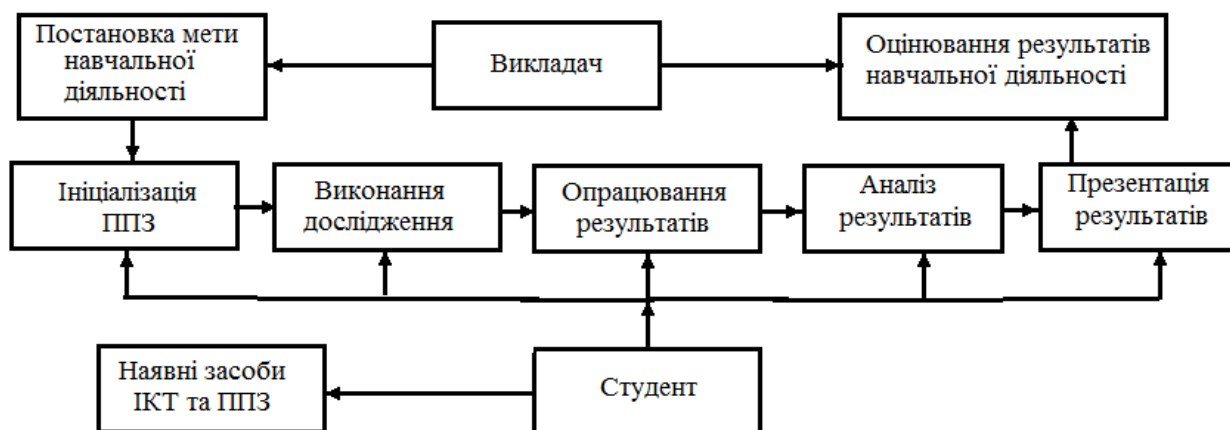 Постановка мети
навчальної
діяльності
Викладач
Оцінювання результатів
навчальної діяльності
Ініціалізація
ППЗ
Виконання
дослідження
Опрацювання
результатів
Аналіз
результатів
Презентація
результатів
Наявні засоби
ІКТ та ППЗ
Студент